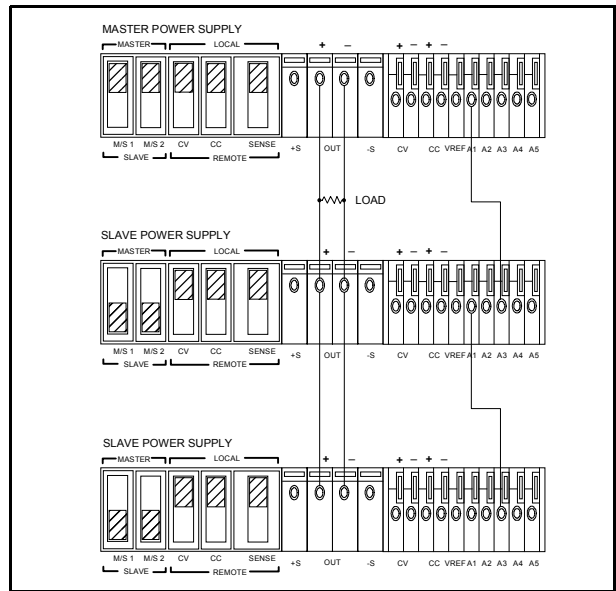 MASTER POWER SUPPLY
MASTER LOCAL + − + − + −
M/S 1 M/S 2 CV CC SENSE +S OUT -S CV CC VREF A1 A2 A3 A4 A5
SLAVE REMOTE
LOAD
SLAVE POWER SUPPLY
MASTER LOCAL + − + − + −
M/S 1 M/S 2 CV CC SENSE +S OUT -S CV CC VREF A1 A2 A3 A4 A5
SLAVE REMOTE
SLAVE POWER SUPPLY
MASTER LOCAL + − + − + −
M/S 1 M/S 2 CV CC SENSE +S OUT -S CV CC VREF A1 A2 A3 A4 A5
SLAVE REMOTE